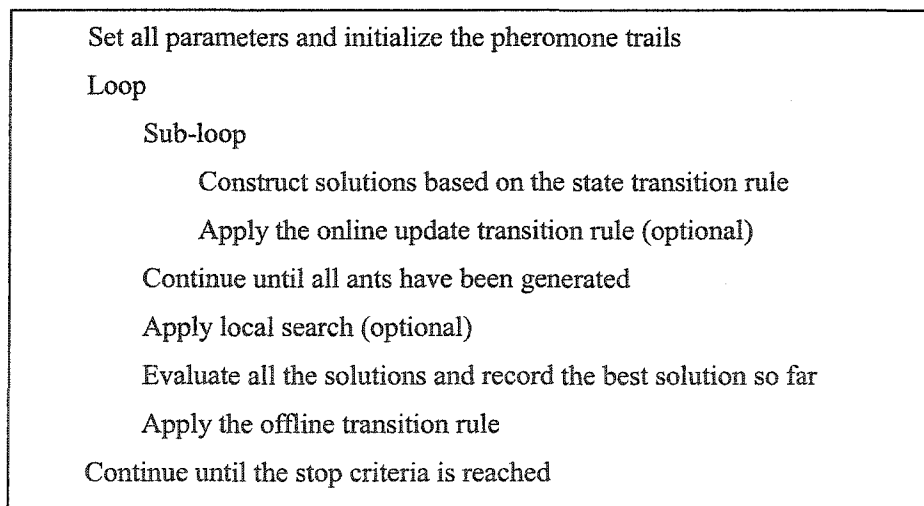 Set all parameters and initialize the pheromone trails
Loop
Sub-loop
Construct solutions based on the state transition rule
Apply the online update transition rule (optional)
Continue until all ants have been generated
Apply local search (optional)
Evaluate all the solutions and record the best solution so far
Apply the offline transition rule
Continue until the stop criteria is reached